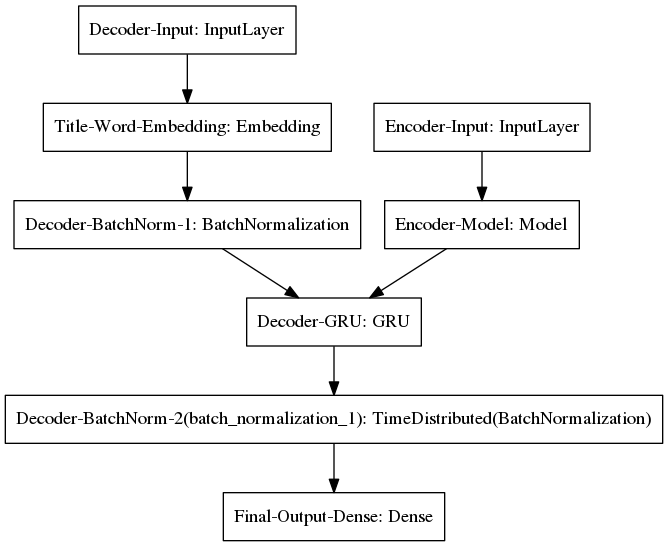 Decoder-Input: InputLayer
Title-Word-Embedding: Embedding
Encoder-Input: InputLayer
Decoder-BatchNorm-1: BatchNormalization
Encoder-Model: Model
Decoder-GRU: GRU
Decoder-BatchNorm-2(batch_normalization_1): TimeDistributed(BatchNormalization)
Final-Output-Dense: Dense